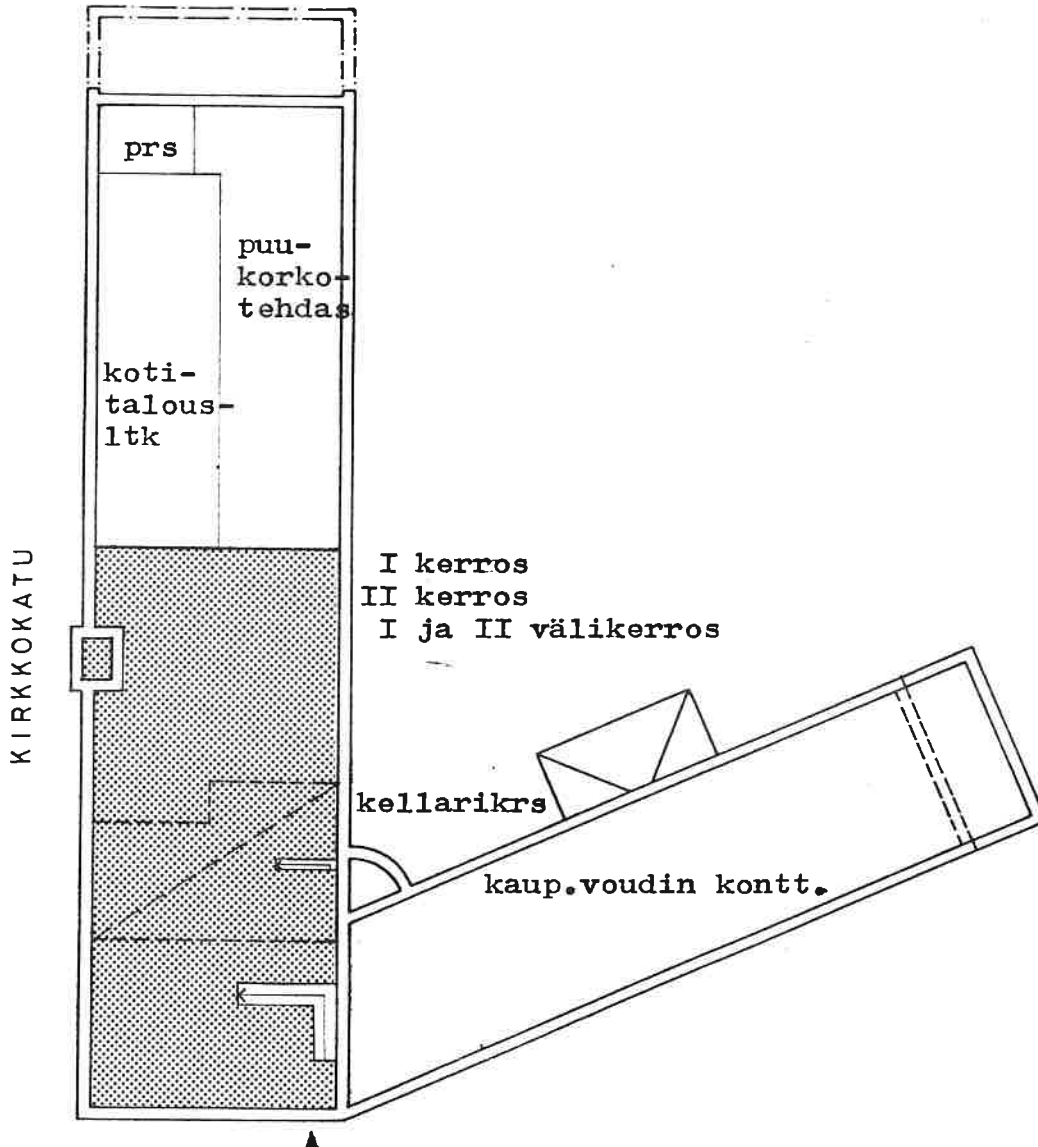 prs
puu-
korko-
tehdas
koti-
talous-
ltk
KIRKKOKATU
I kerros
II kerros
I ja II välikerros
kellarikrs
kaup.voudin kontt.